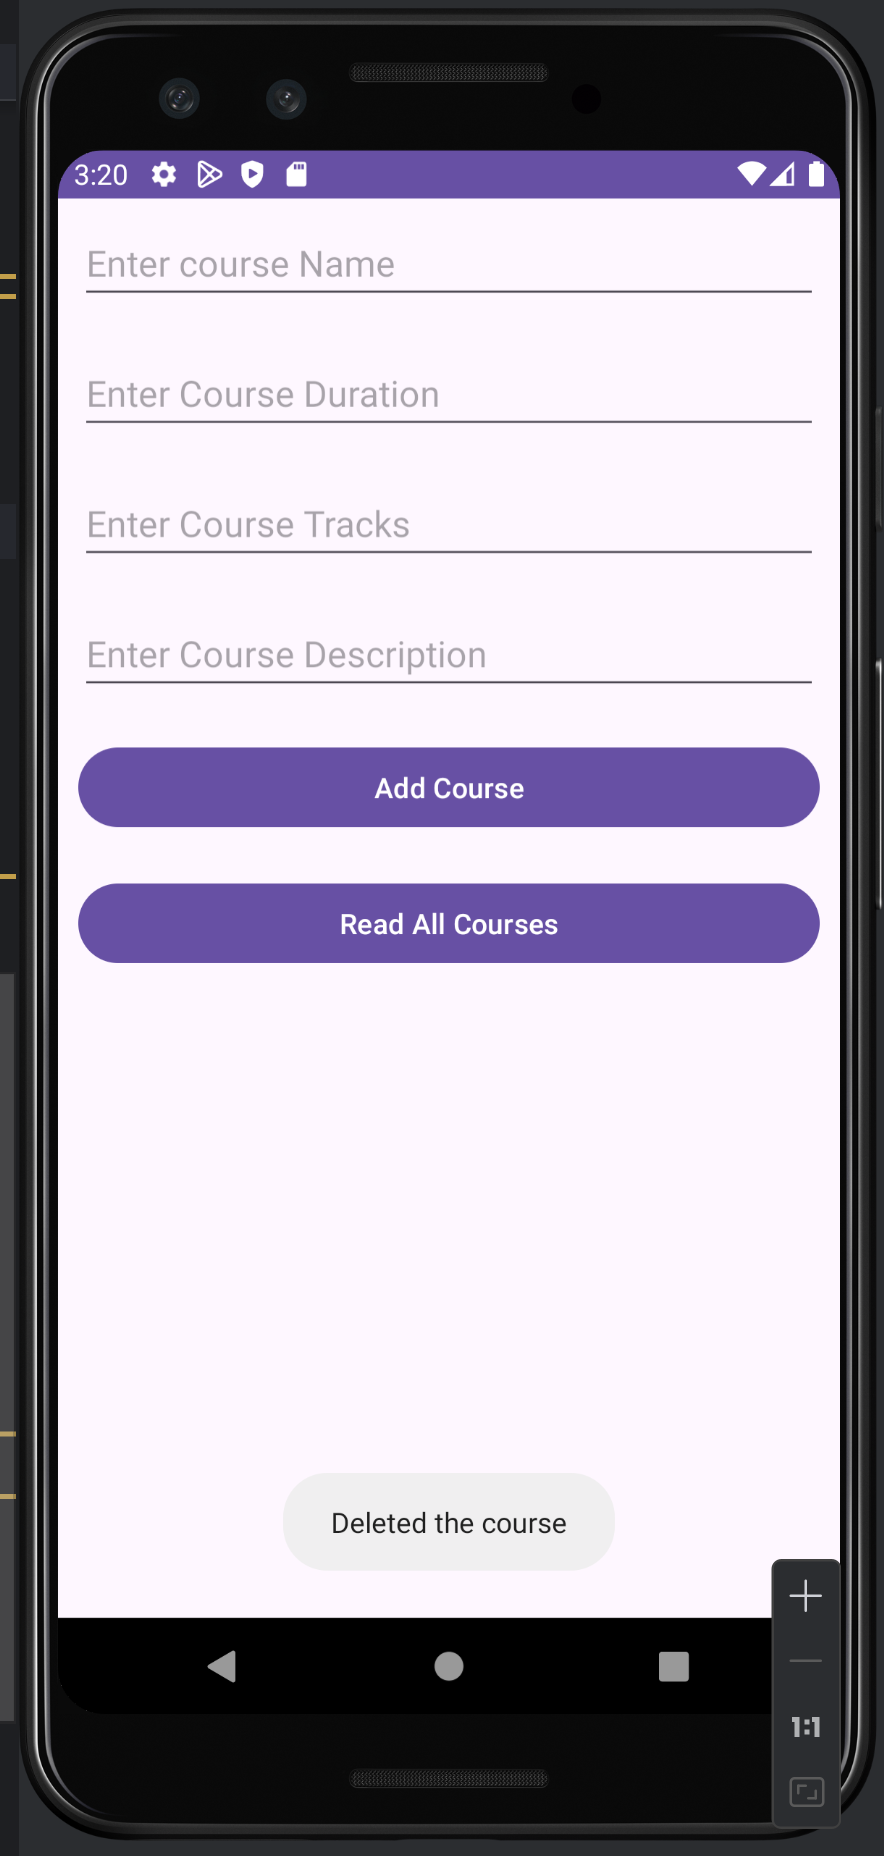 3:20
Enter course Name
Enter Course Duration
Enter Course Tracks
Enter Course Description
Add Course
Read All Courses
Deleted the course
1:1